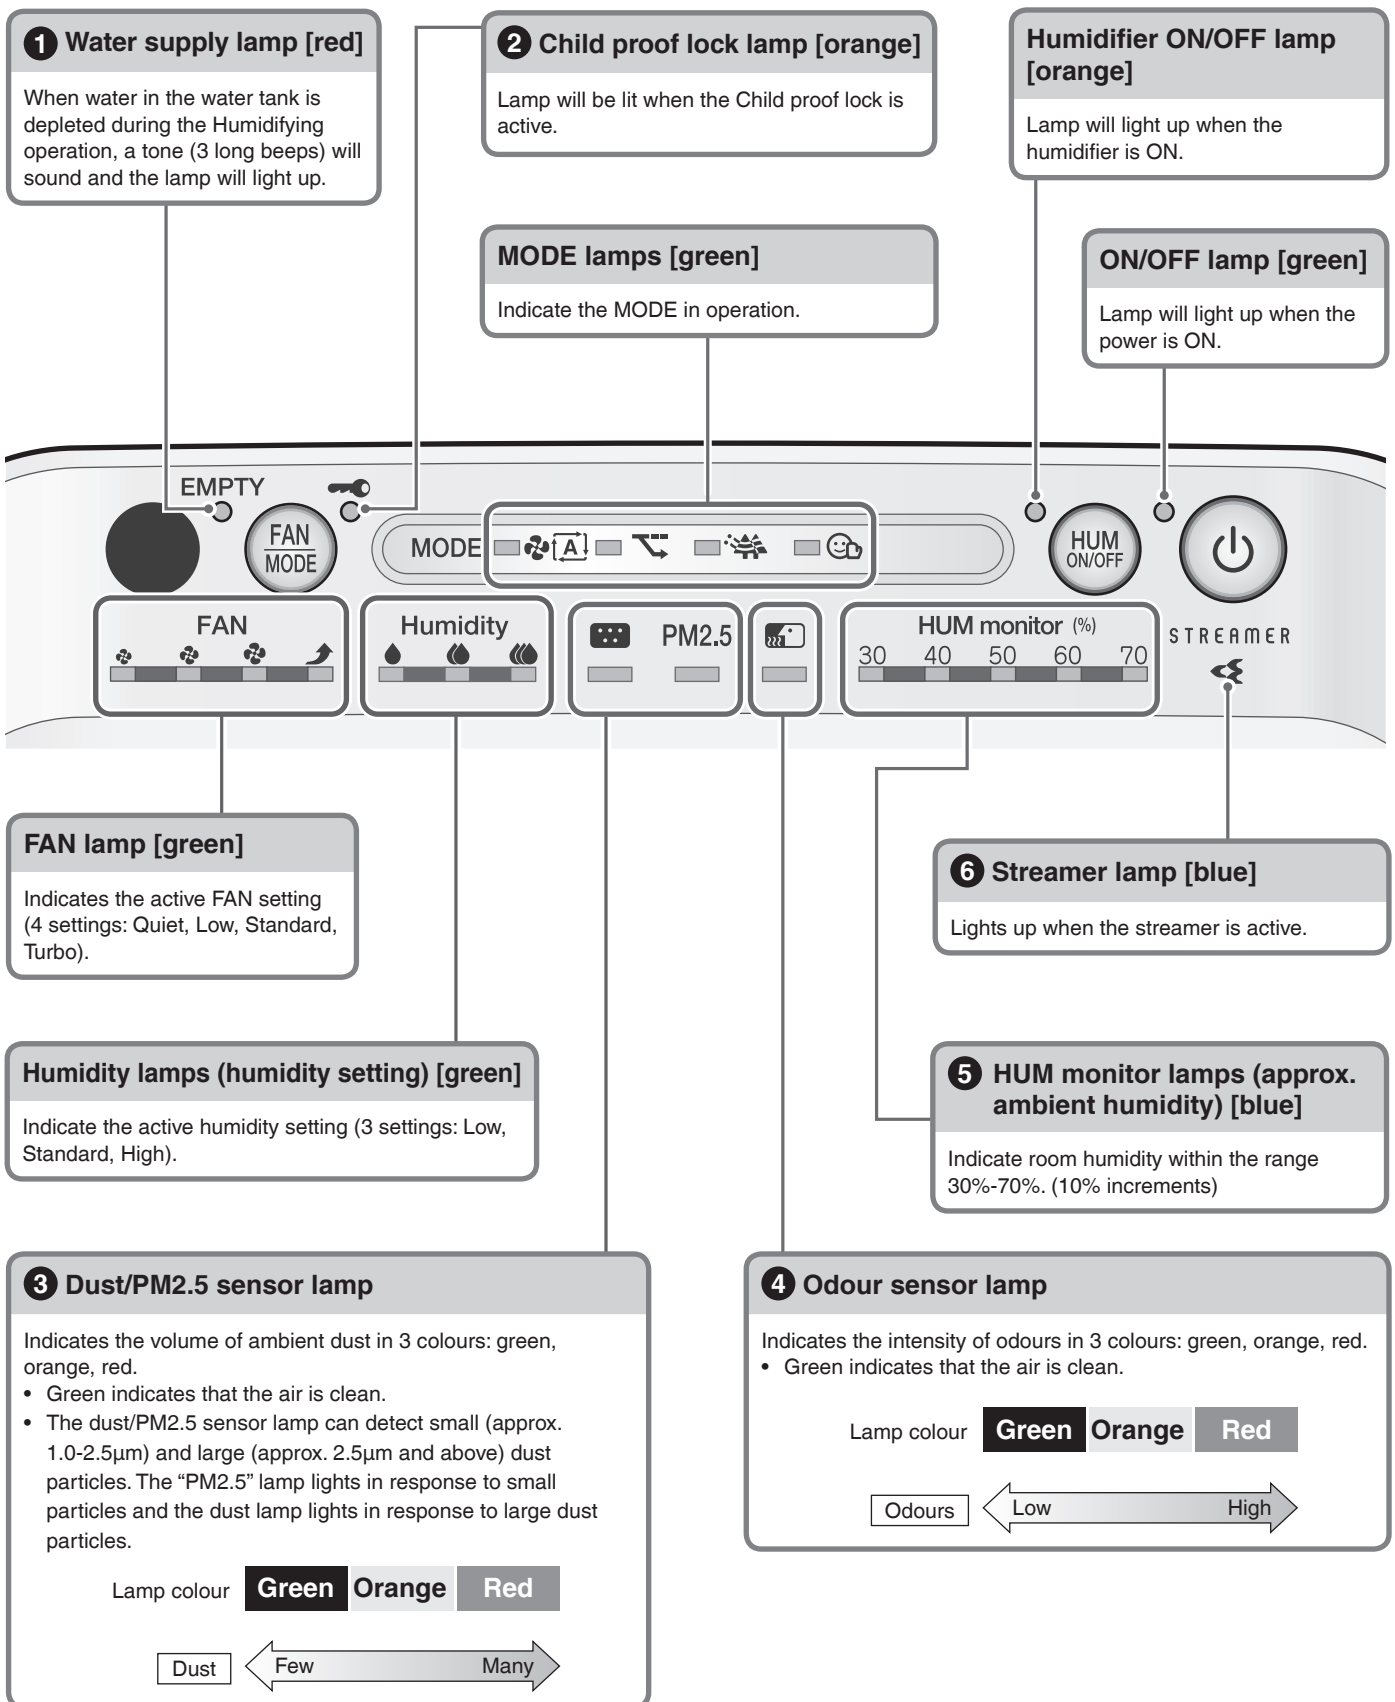 1 Water supply lamp [red]
When water in the water tank is
depleted during the Humidifying
operation, a tone (3 long beeps) will
sound and the lamp will light up.
2 Child proof lock lamp [orange]
Lamp will be lit when the Child proof lock is
active.
Humidifier ON/OFF lamp
[orange]
Lamp will light up when the
humidifier is ON.
MODE lamps [green]
Indicate the MODE in operation.
ON/OFF lamp [green]
Lamp will light up when the
power is ON.
EMPTY
FAN
MODE
MODE
A
HUM
ON/OFF
FAN
Humidity
PM2.5
HUM monitor (%)
30 40 50 60 70
STREAMER
FAN lamp [green]
Indicates the active FAN setting
(4 settings: Quiet, Low, Standard,
Turbo).
6 Streamer lamp [blue]
Lights up when the streamer is active.
Humidity lamps (humidity setting) [green]
Indicate the active humidity setting (3 settings: Low,
Standard, High).
5 HUM monitor lamps (approx.
ambient humidity) [blue]
Indicate room humidity within the range
30%-70%. (10% increments)
3 Dust/PM2.5 sensor lamp
Indicates the volume of ambient dust in 3 colours: green,
orange, red.
• Green indicates that the air is clean.
• The dust/PM2.5 sensor lamp can detect small (approx.
1.0-2.5µm) and large (approx. 2.5µm and above) dust
particles. The “PM2.5” lamp lights in response to small
particles and the dust lamp lights in response to large dust
particles.
Lamp colour Green Orange Red
Dust Few Many
4 Odour sensor lamp
Indicates the intensity of odours in 3 colours: green, orange, red.
• Green indicates that the air is clean.
Lamp colour Green Orange Red
Odours Low High